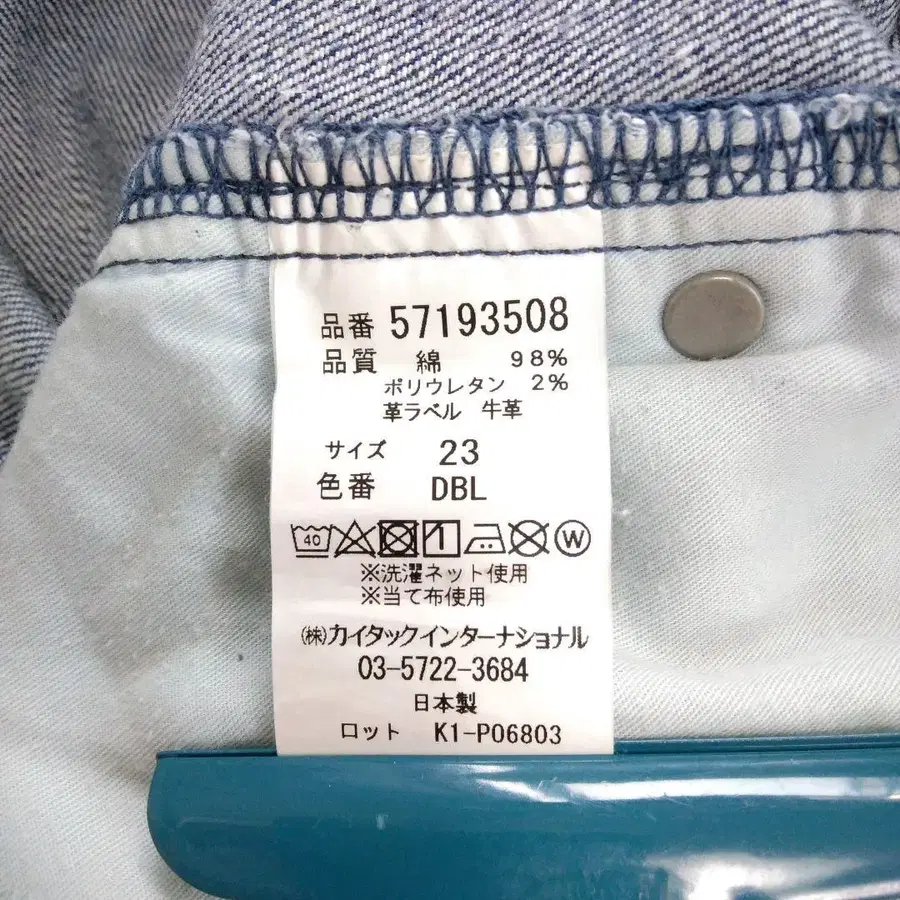 品番 57193508
品質 綿 98%
ポリウレタン 2%
革ラベル 牛革
サイズ 23
色番 DBL
40 W
※洗濯ネット使用
※当て布使用
(株)カイタックインターナショナル
03-5722-3684
日本製
ロット K1-P06803